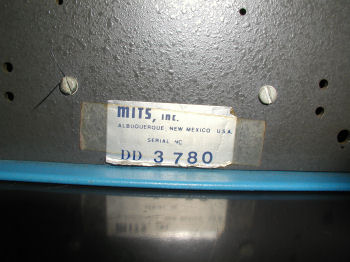 MITS, INC.
ALBUQUERQUE NEW MEXICO U.S.A.
SERIAL NO
DD 3780